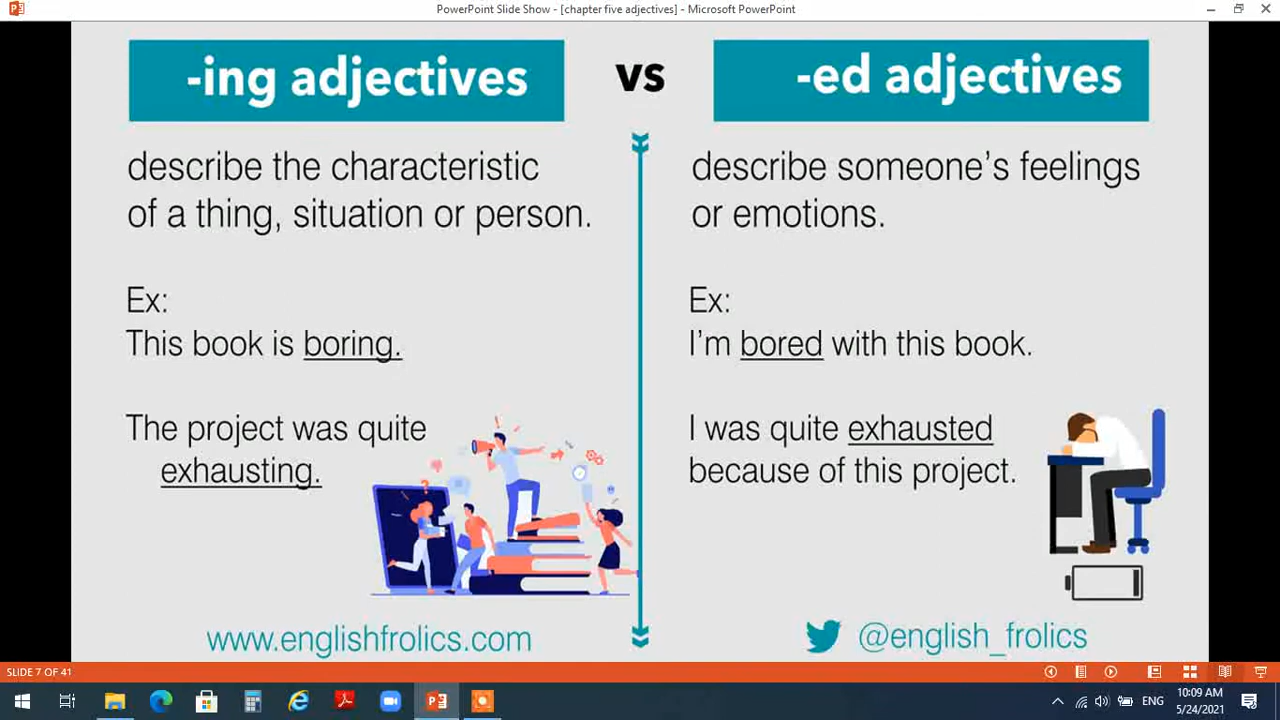 PowerPoint Slide Show - [chapter five adjectives] - Microsoft PowerPoint
-ing adjectives
vs
-ed adjectives
describe the characteristic
of a thing, situation or person.
Ex:
This book is boring.
The project was quite
exhausting.
www.englishfrolics.com
describe someone's feelings
or emotions.
Ex:
I'm bored with this book.
I was quite exhausted
because of this project.
@english_frolics
SLIDE 7 OF 41
ENG
10:09 AM
5/24/2021